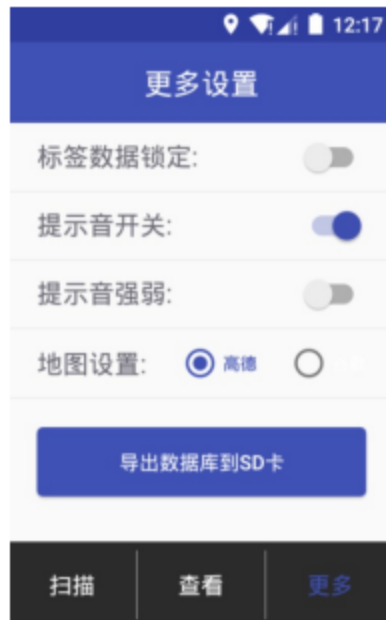 12:17
更多设置
标签数据锁定:
提示音开关:
提示音强弱:
地图设置: 高德
导出数据库到SD卡
扫描 查看 更多